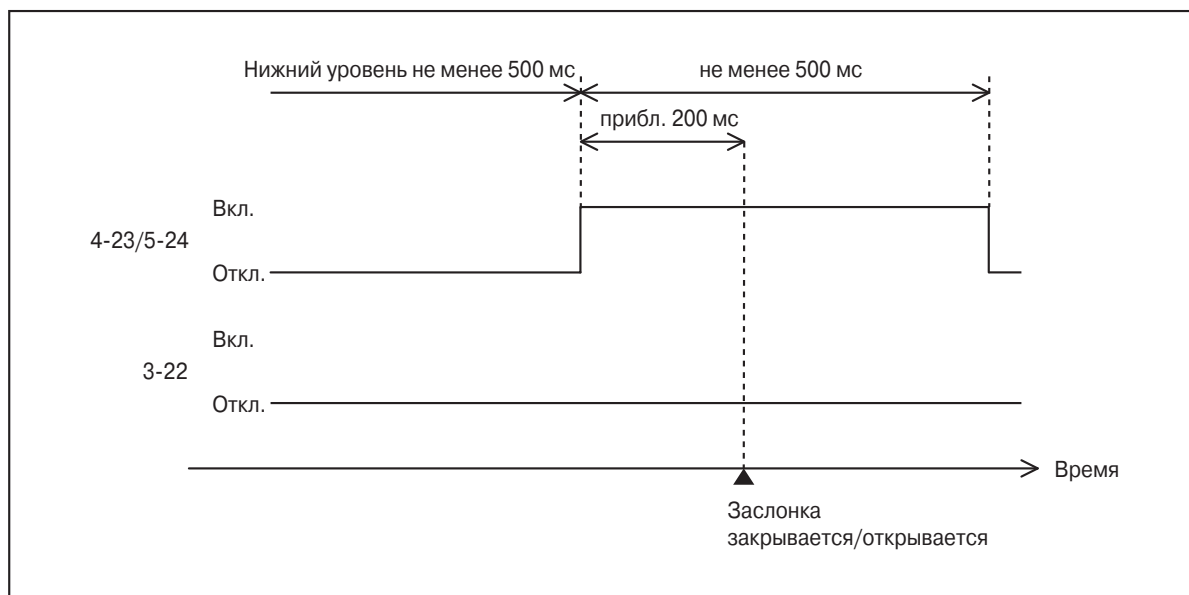 Нижний уровень не менее 500 мс
не менее 500 мс
прибл. 200 мс
Вкл.
4-23/5-24
Откл.
Вкл.
3-22
Откл.
Время
Заслонка
закрывается/открывается